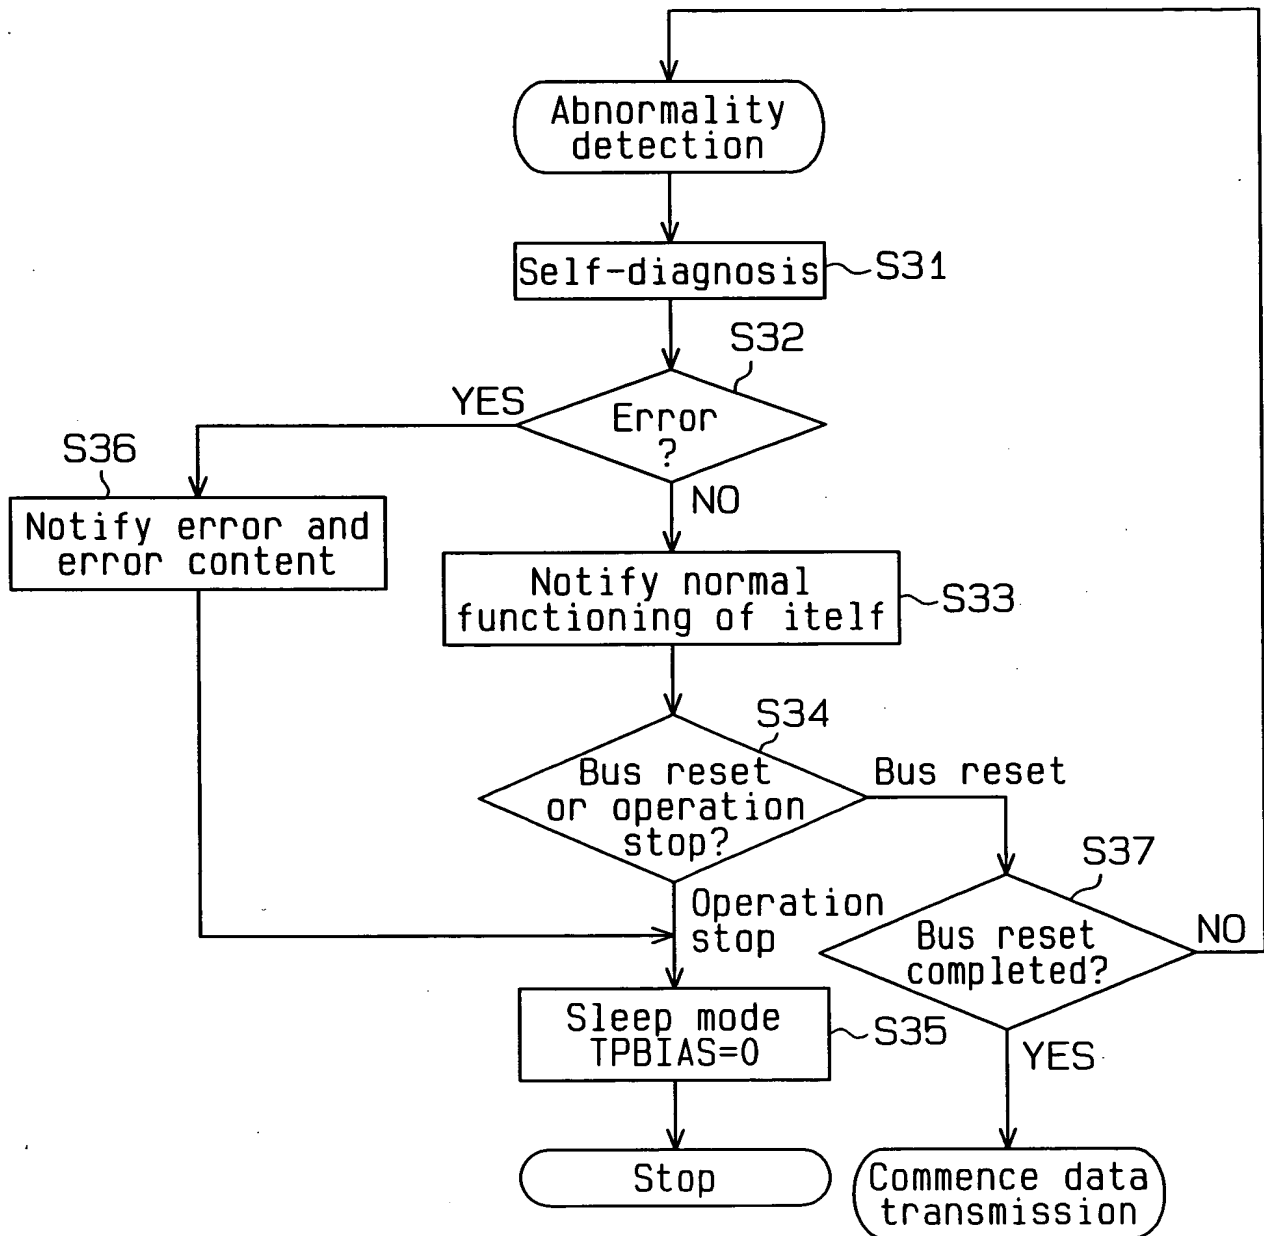 Abnormality
detection
Self-diagnosis
S31
S32
YES
Error
?
S36
NO
Notify error and
error content
Notify normal
functioning of itelf
S33
S34
Bus reset
or operation
stop?
Bus reset
S37
Operation
stop
Bus reset
completed?
NO
Sleep mode
TPBIAS=0
S35
YES
Stop
Commence data
transmission